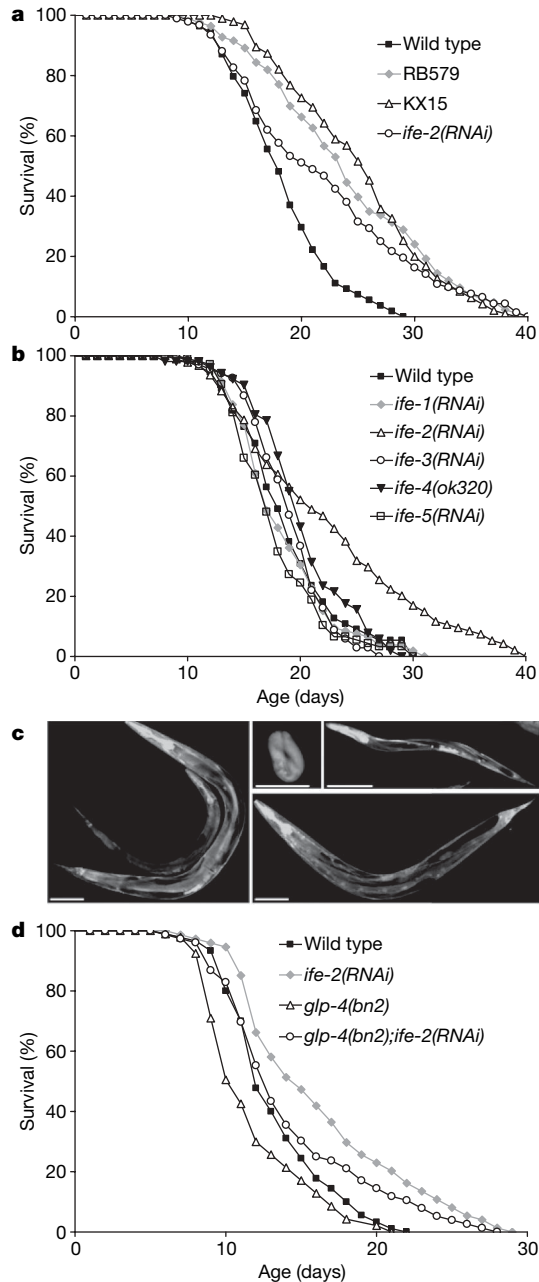 a
100
80
60
40
20
0
Survival (%)
0
10
20
30
40
Wild type
RB579
KX15
ife-2(RNAi)
b
100
80
60
40
20
0
Survival (%)
0
10
20
30
40
Age (days)
Wild type
ife-1(RNAi)
ife-2(RNAi)
ife-3(RNAi)
ife-4(ok320)
ife-5(RNAi)
c
d
100
80
60
40
20
0
Survival (%)
0
10
20
30
Age (days)
Wild type
ife-2(RNAi)
glp-4(bn2)
glp-4(bn2);ife-2(RNAi)